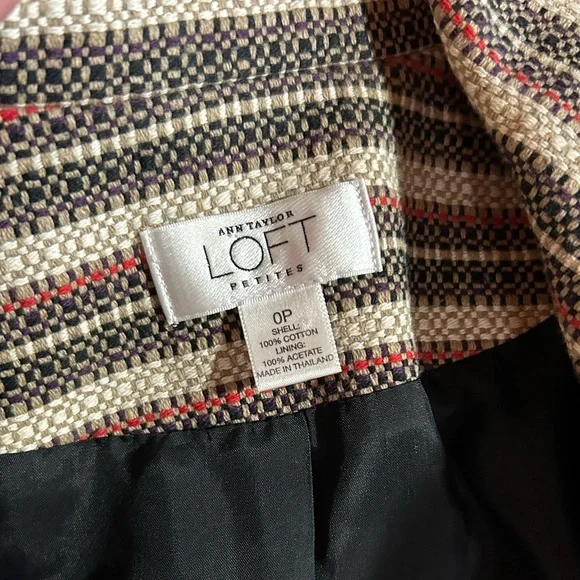 ANN TAYLOR
LOFT
PETITES
0P
SHELL:
100% COTTON
LINING:
100% ACETATE
MADE IN THAILAND